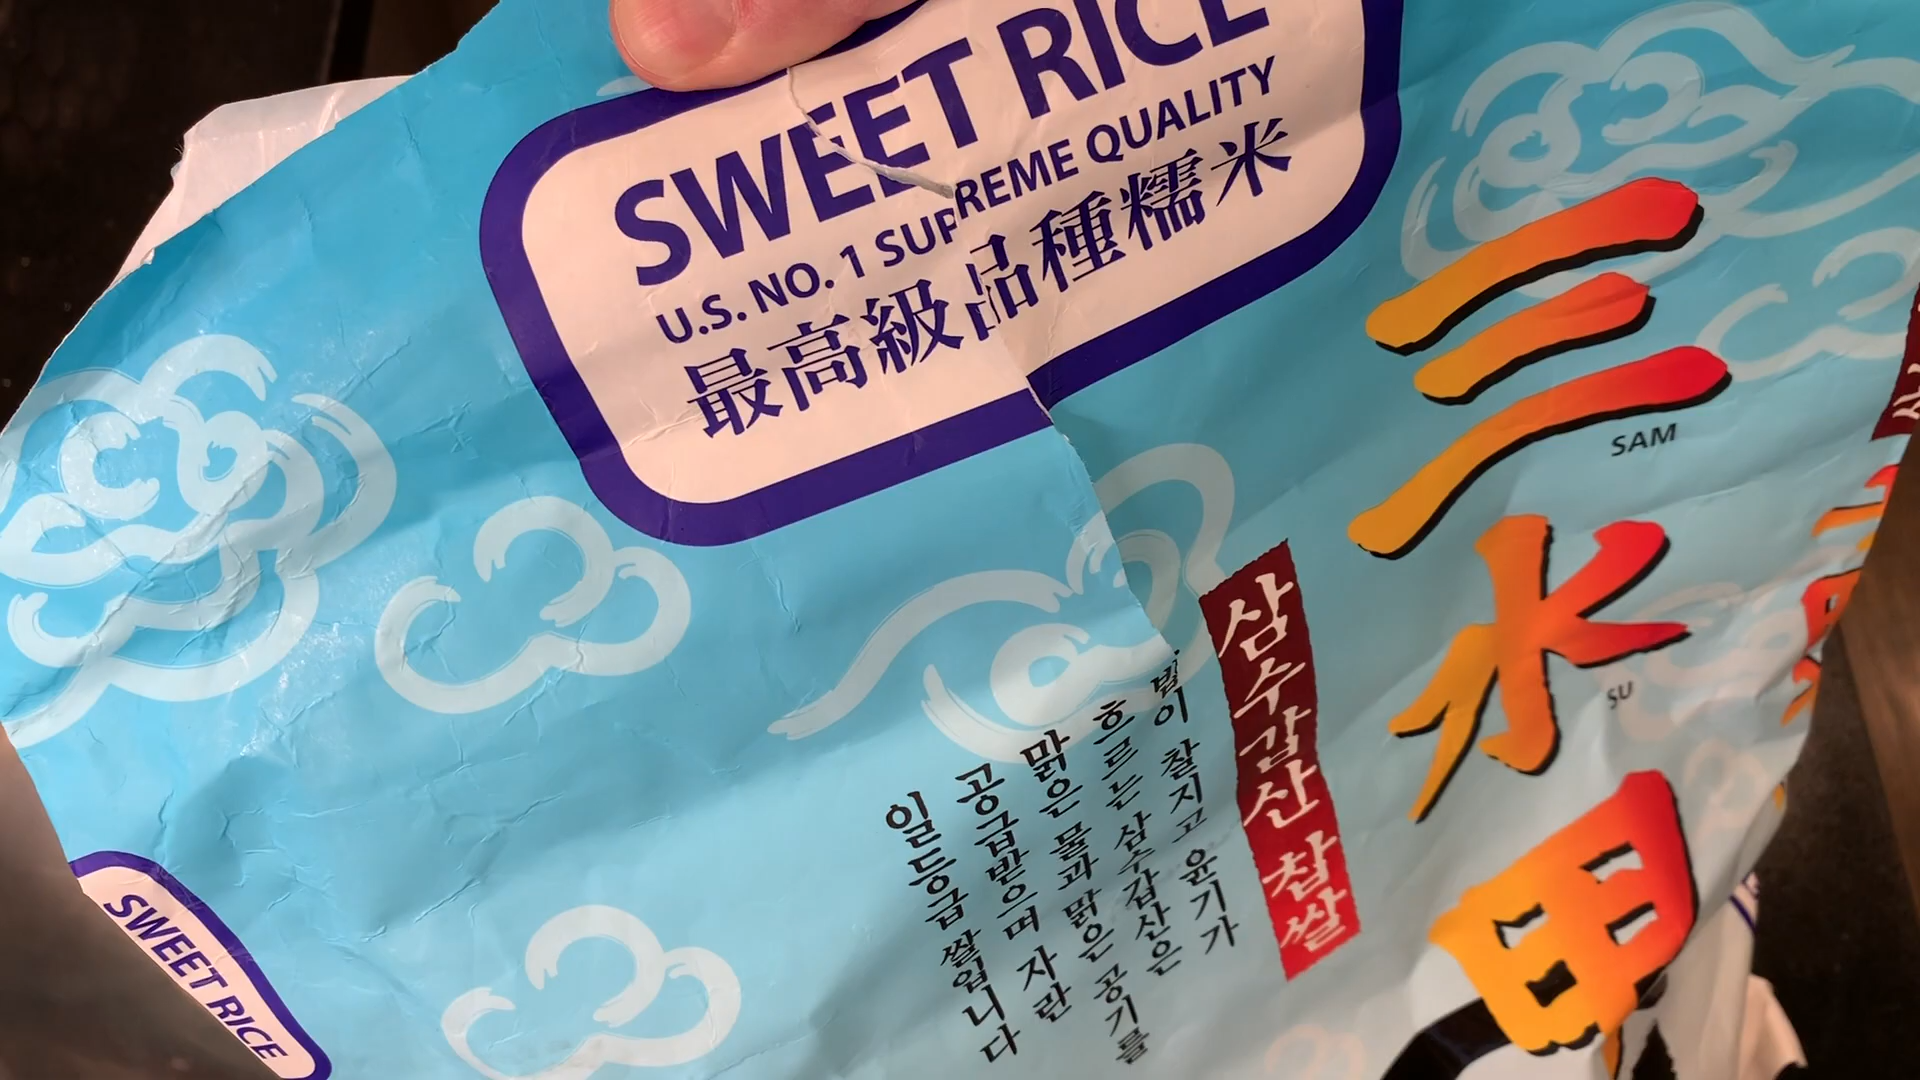 SWEET RICE
U.S. NO. 1 SUPREME QUALITY
最高級品種糯米
三水甲
SAM
SU
삼수갑산 찹쌀
밥이 찰지고 윤기가
흐르는 삼수갑산은
맑은 물과 맑은 공기를
공급받으며 자란
일등급 쌀입니다
SWEET RICE